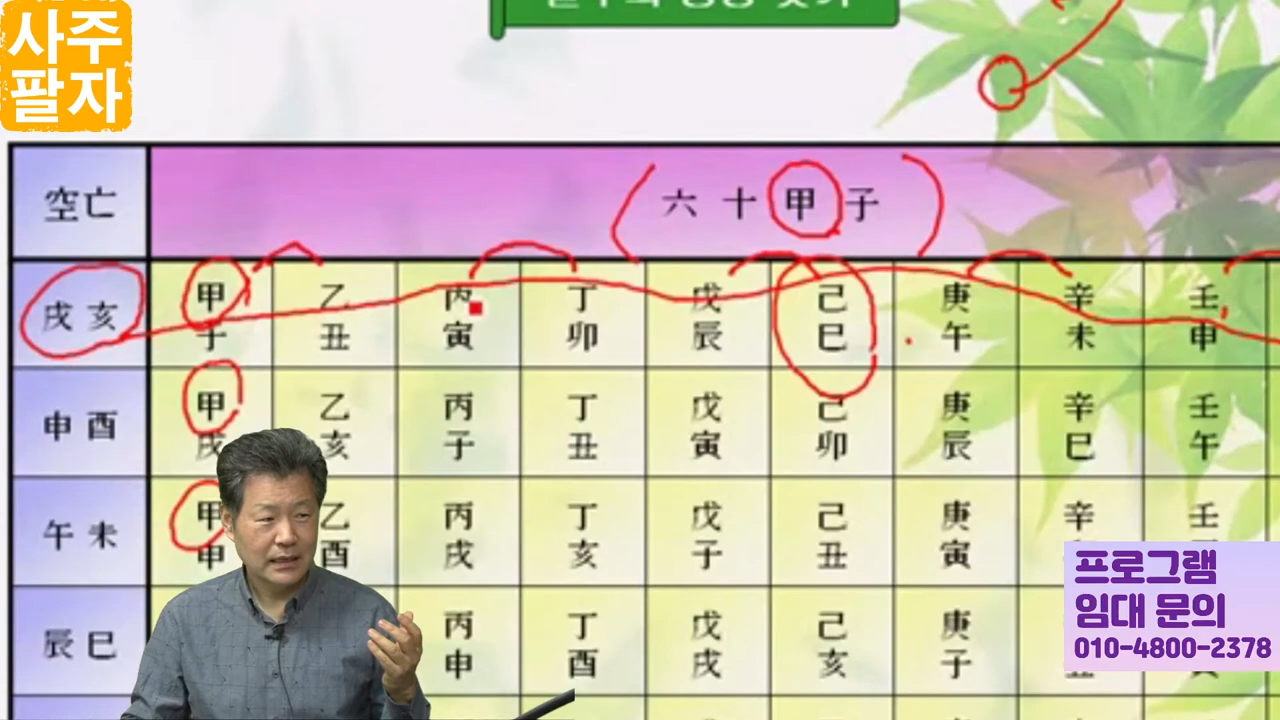 사주
팔자
空亡
六十甲子
戌亥
甲子 乙丑 丙寅 丁卯 戊辰 己巳 庚午 辛未 壬申
申酉
甲戌 乙亥 丙子 丁丑 戊寅 己卯 庚辰 辛巳 壬午
午未
甲申 乙酉 丙戌 丁亥 戊子 己丑 庚寅 辛 壬
辰巳
丙申 丁酉 戊戌 己亥 庚子
프로그램
임대 문의
010-4800-2378